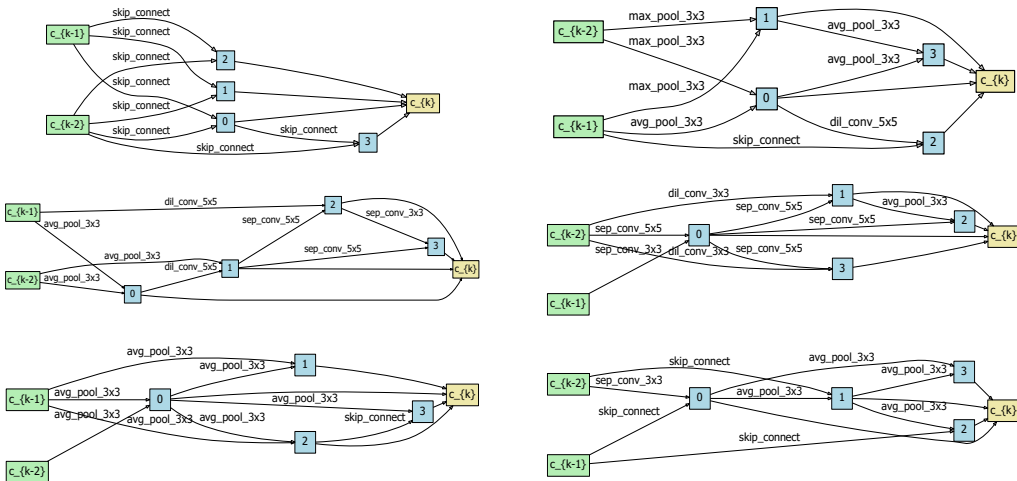 skip_connect
c_{k-1}
skip_connect
skip_connect
2
skip_connect
1
c_{k}
skip_connect
c_{k-2}
0
skip_connect
skip_connect
3
skip_connect
max_pool_3x3
1
c_{k-2}
avg_pool_3x3
max_pool_3x3
3
avg_pool_3x3
c_{k}
max_pool_3x3
0
c_{k-1}
avg_pool_3x3
dil_conv_5x5
skip_connect
2
c_{k-1}
dil_conv_5x5
2
avg_pool_3x3
sep_conv_5x5
sep_conv_3x3
3
avg_pool_3x3
sep_conv_5x5
c_{k-2}
dil_conv_5x5
1
c_{k}
avg_pool_3x3
0
dil_conv_3x3
1
sep_conv_5x5
avg_pool_3x3
c_{k-2}
sep_conv_5x5
0
sep_conv_5x5
2
c_{k}
sep_conv_3x3
dil_conv_3x3
sep_conv_5x5
3
c_{k-1}
avg_pool_3x3
1
avg_pool_3x3
c_{k-1}
avg_pool_3x3
0
c_{k}
avg_pool_3x3
3
avg_pool_3x3
avg_pool_3x3
avg_pool_3x3
skip_connect
2
c_{k-2}
skip_connect
avg_pool_3x3
3
c_{k-2}
sep_conv_3x3
avg_pool_3x3
0
avg_pool_3x3
1
c_{k}
skip_connect
avg_pool_3x3
2
skip_connect
c_{k-1}